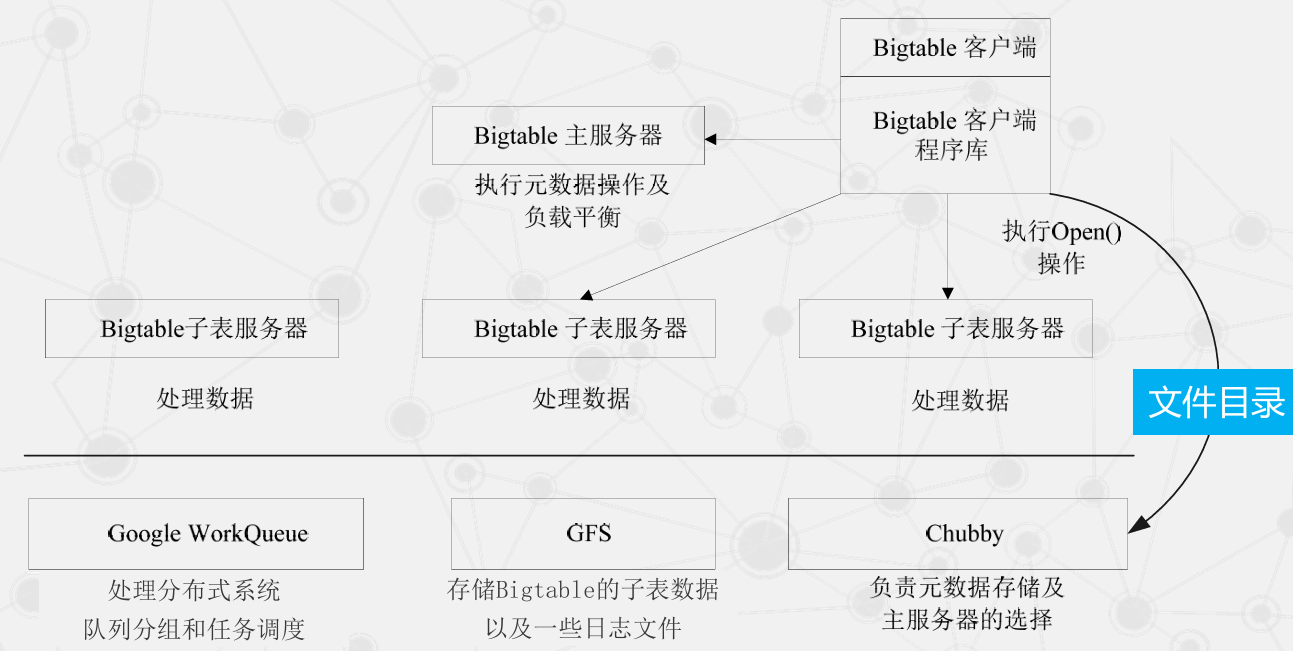 Bigtable 客户端
Bigtable 客户端
程序库
Bigtable 主服务器
执行元数据操作及
负载平衡
执行Open()
操作
Bigtable子表服务器
Bigtable 子表服务器
Bigtable 子表服务器
处理数据
处理数据
处理数据
文件目录
Google WorkQueue
GFS
Chubby
处理分布式系统
队列分组和任务调度
存储Bigtable的子表数据
以及一些日志文件
负责元数据存储及
主服务器的选择